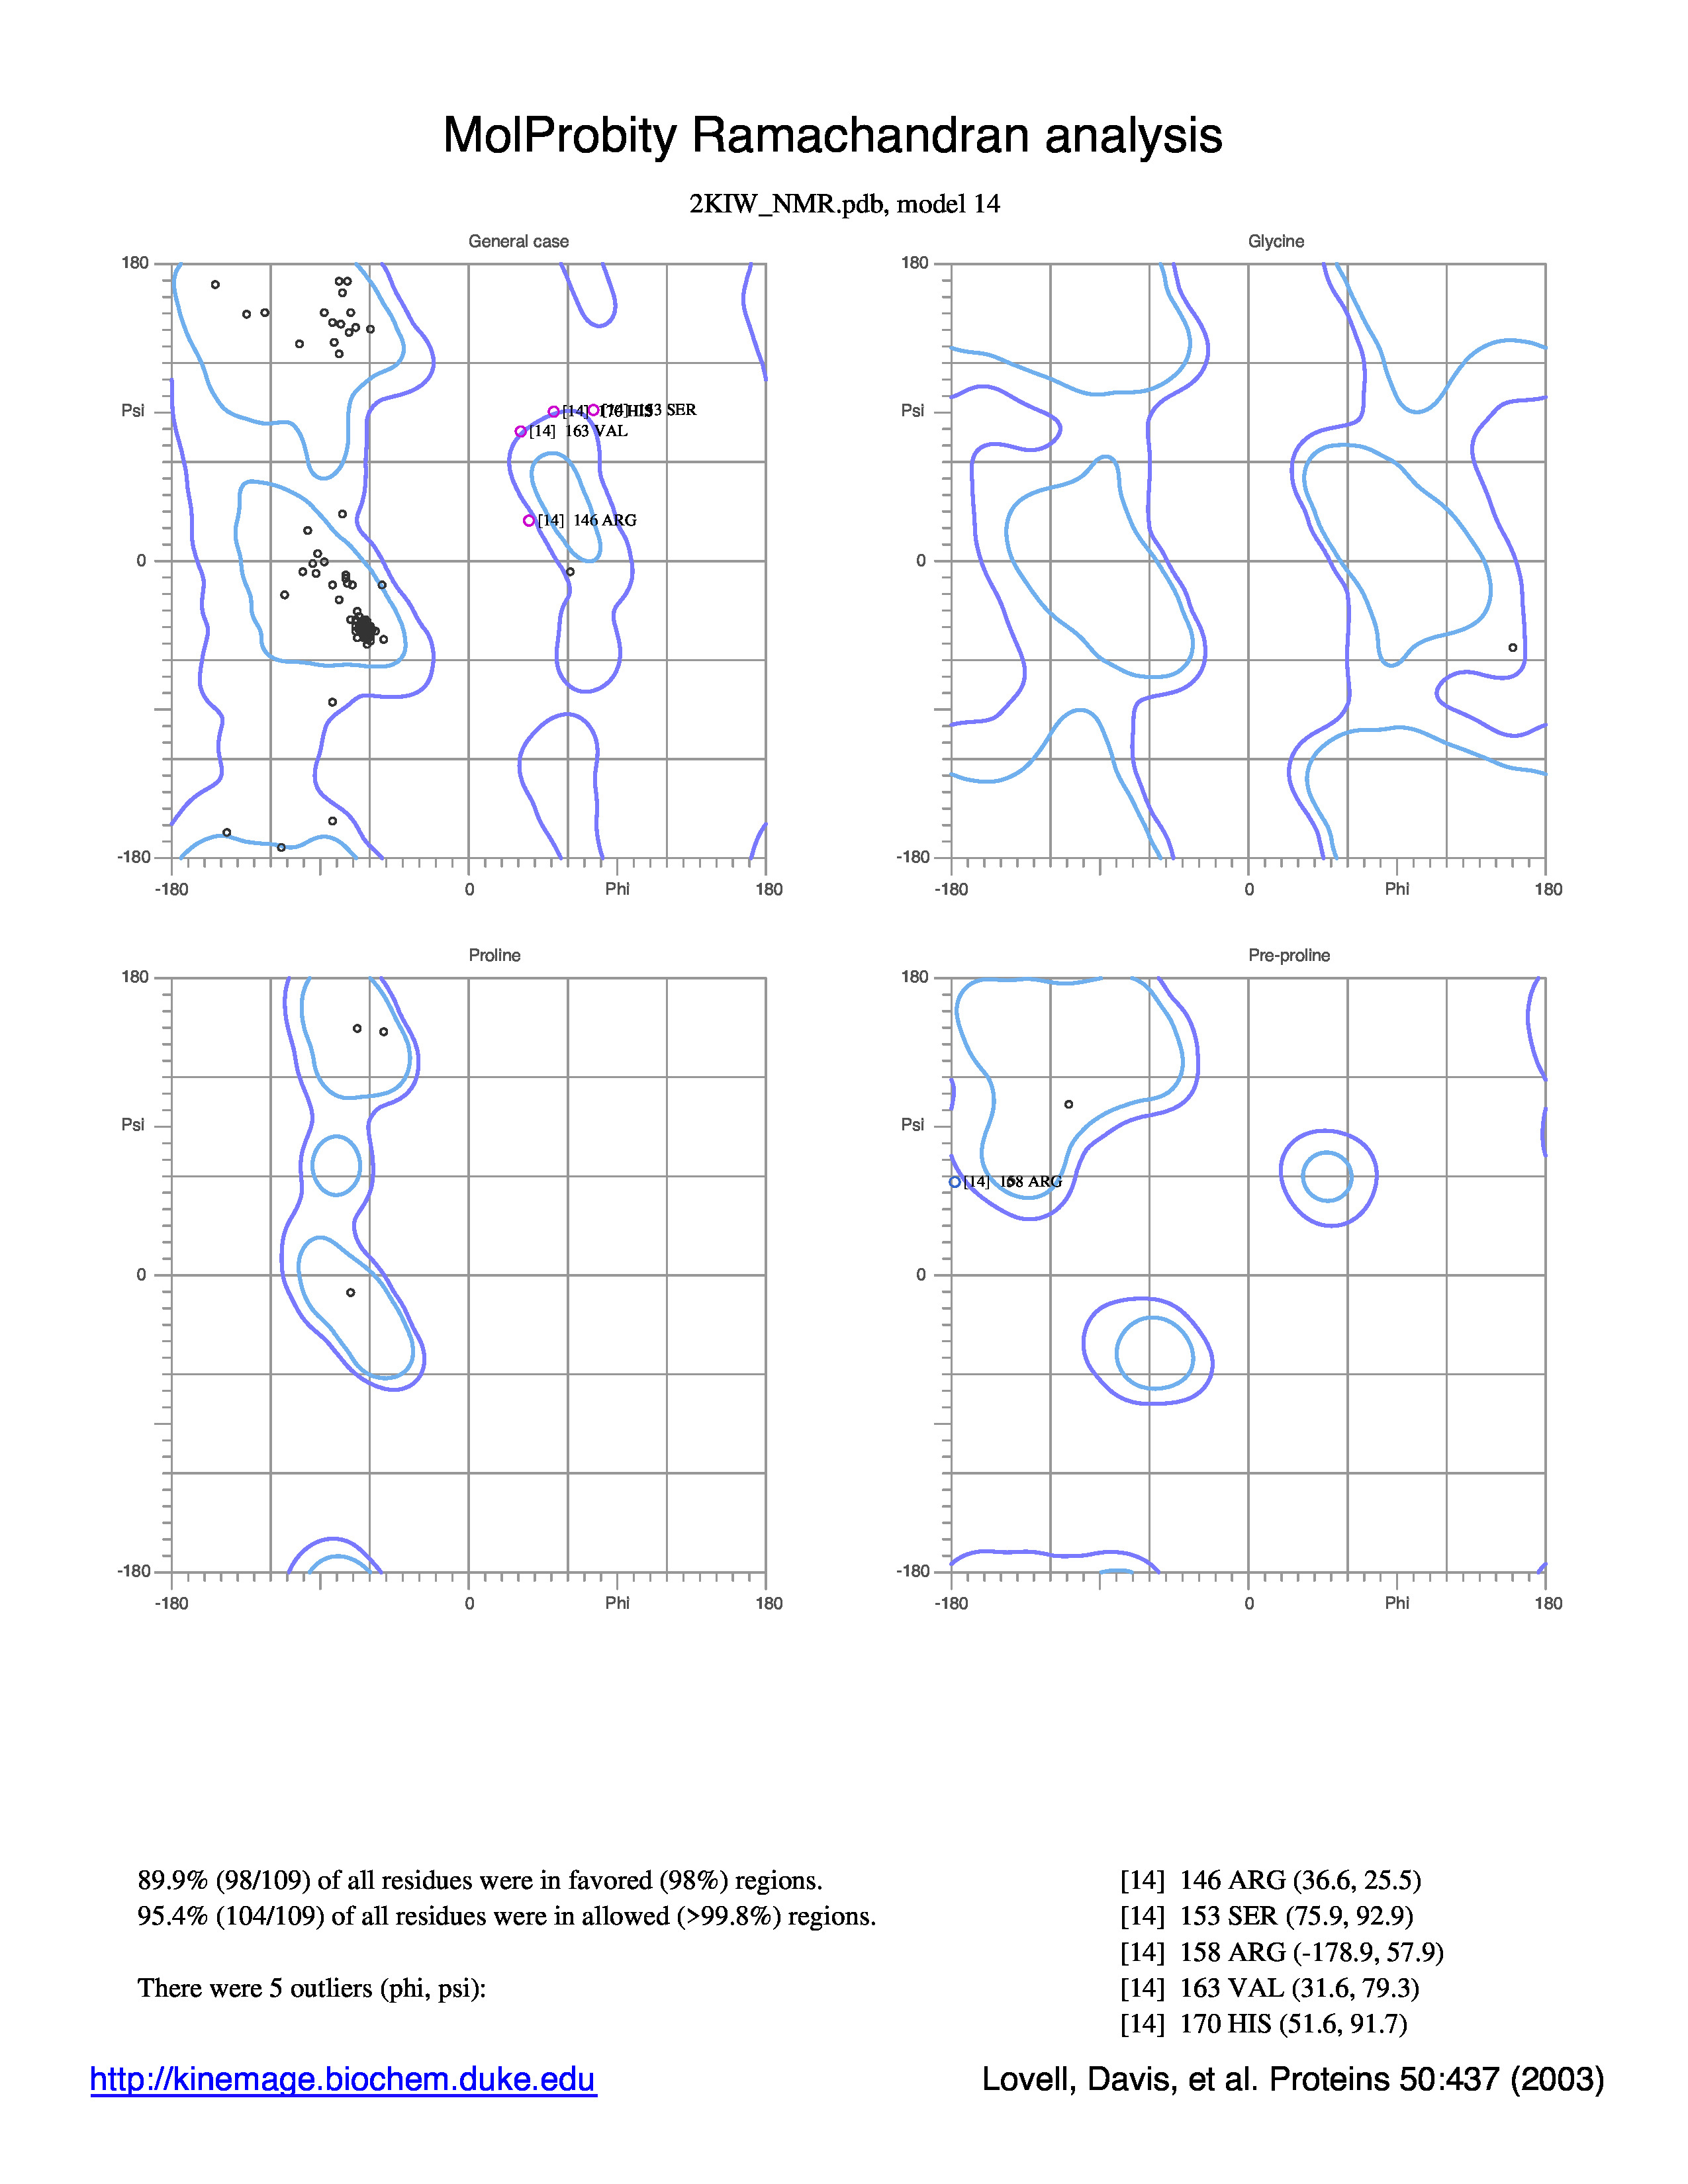 MolProbity Ramachandran analysis
2KIW_NMR.pdb, model 14
General case
180
Psi
0
-180
-180
0
Phi
180
[14] 170 HIS
[14] 153 SER
[14] 163 VAL
[14] 146 ARG
Glycine
180
Psi
0
-180
-180
0
Phi
180
Proline
180
Psi
0
-180
-180
0
Phi
180
Pre-proline
180
Psi
0
-180
-180
0
Phi
180
[14] 158 ARG
89.9% (98/109) of all residues were in favored (98%) regions.
95.4% (104/109) of all residues were in allowed (>99.8%) regions.
There were 5 outliers (phi, psi):
[14] 146 ARG (36.6, 25.5)
[14] 153 SER (75.9, 92.9)
[14] 158 ARG (-178.9, 57.9)
[14] 163 VAL (31.6, 79.3)
[14] 170 HIS (51.6, 91.7)
http://kinemage.biochem.duke.edu
Lovell, Davis, et al. Proteins 50:437 (2003)